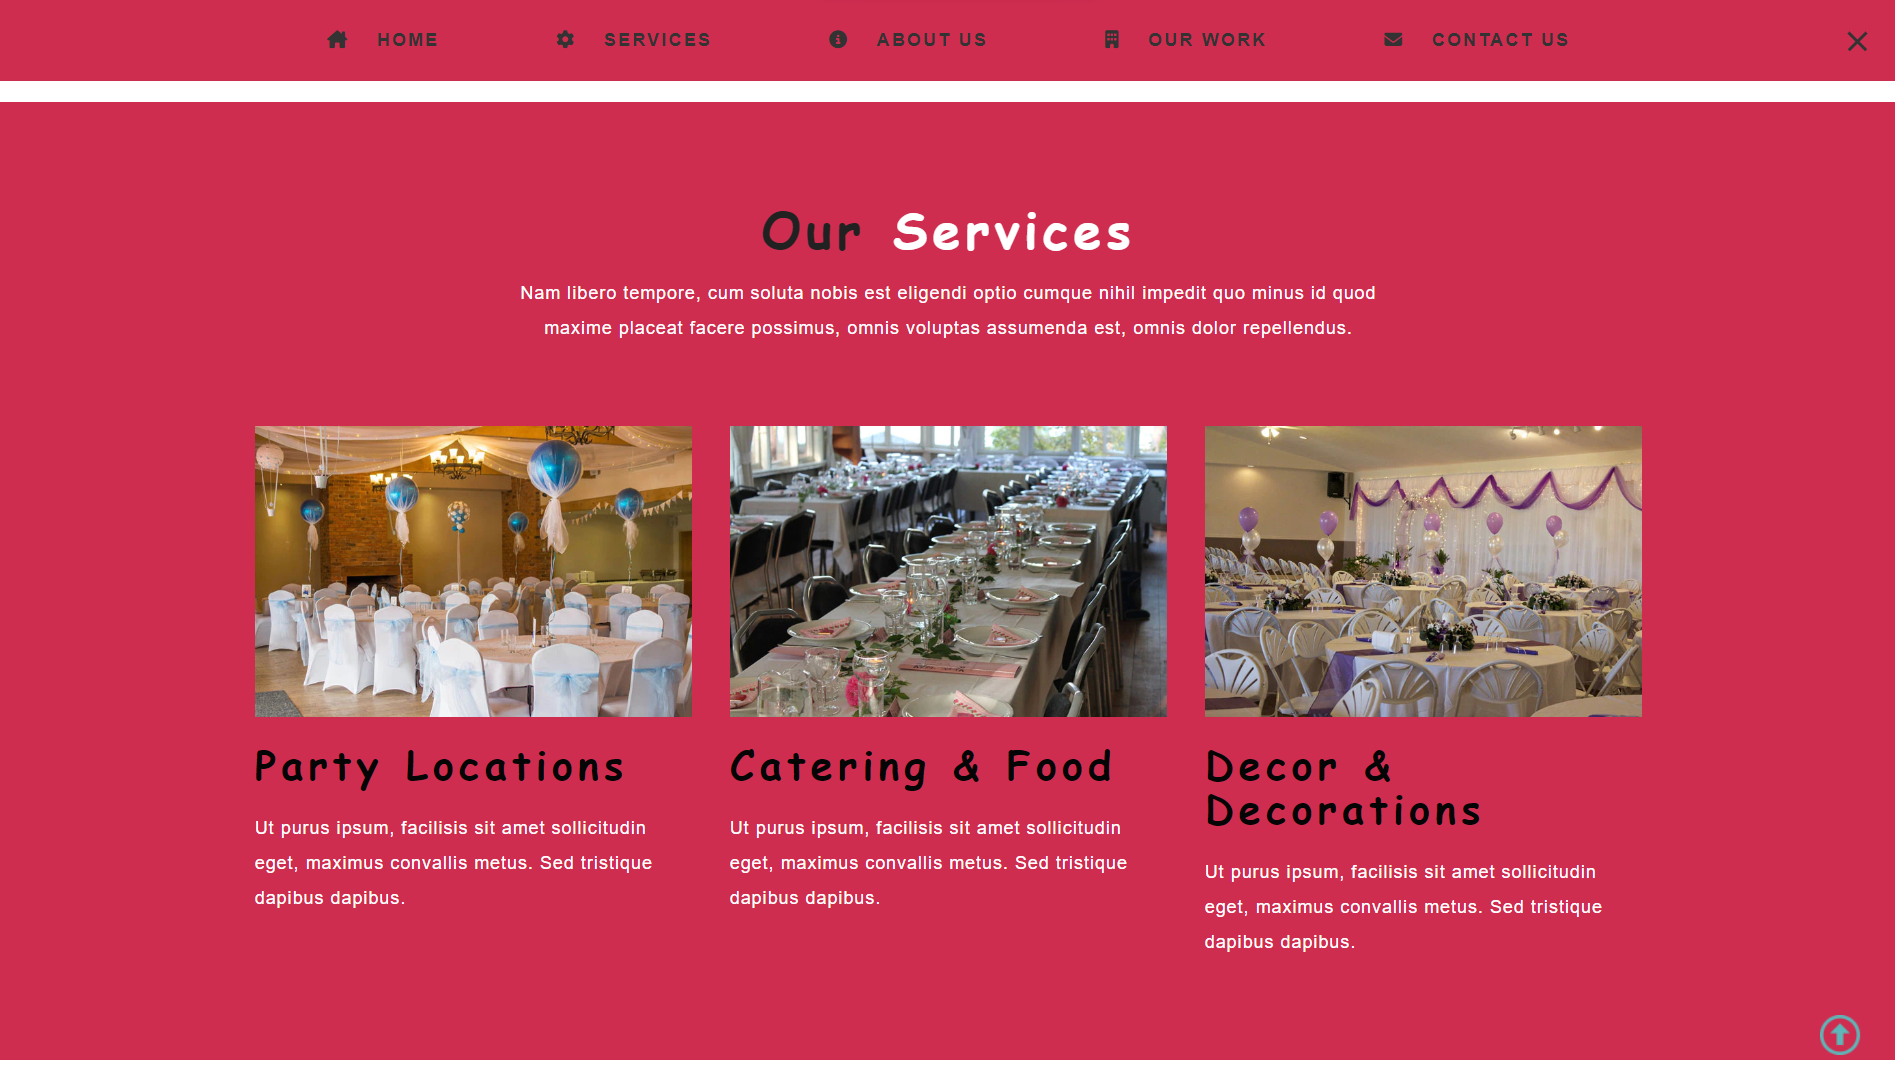 HOME SERVICES ABOUT US OUR WORK CONTACT US
Our Services
Nam libero tempore, cum soluta nobis est eligendi optio cumque nihil impedit quo minus id quod
maxime placeat facere possimus, omnis voluptas assumenda est, omnis dolor repellendus.
Party Locations
Ut purus ipsum, facilisis sit amet sollicitudin
eget, maximus convallis metus. Sed tristique
dapibus dapibus.
Catering & Food
Ut purus ipsum, facilisis sit amet sollicitudin
eget, maximus convallis metus. Sed tristique
dapibus dapibus.
Decor &
Decorations
Ut purus ipsum, facilisis sit amet sollicitudin
eget, maximus convallis metus. Sed tristique
dapibus dapibus.